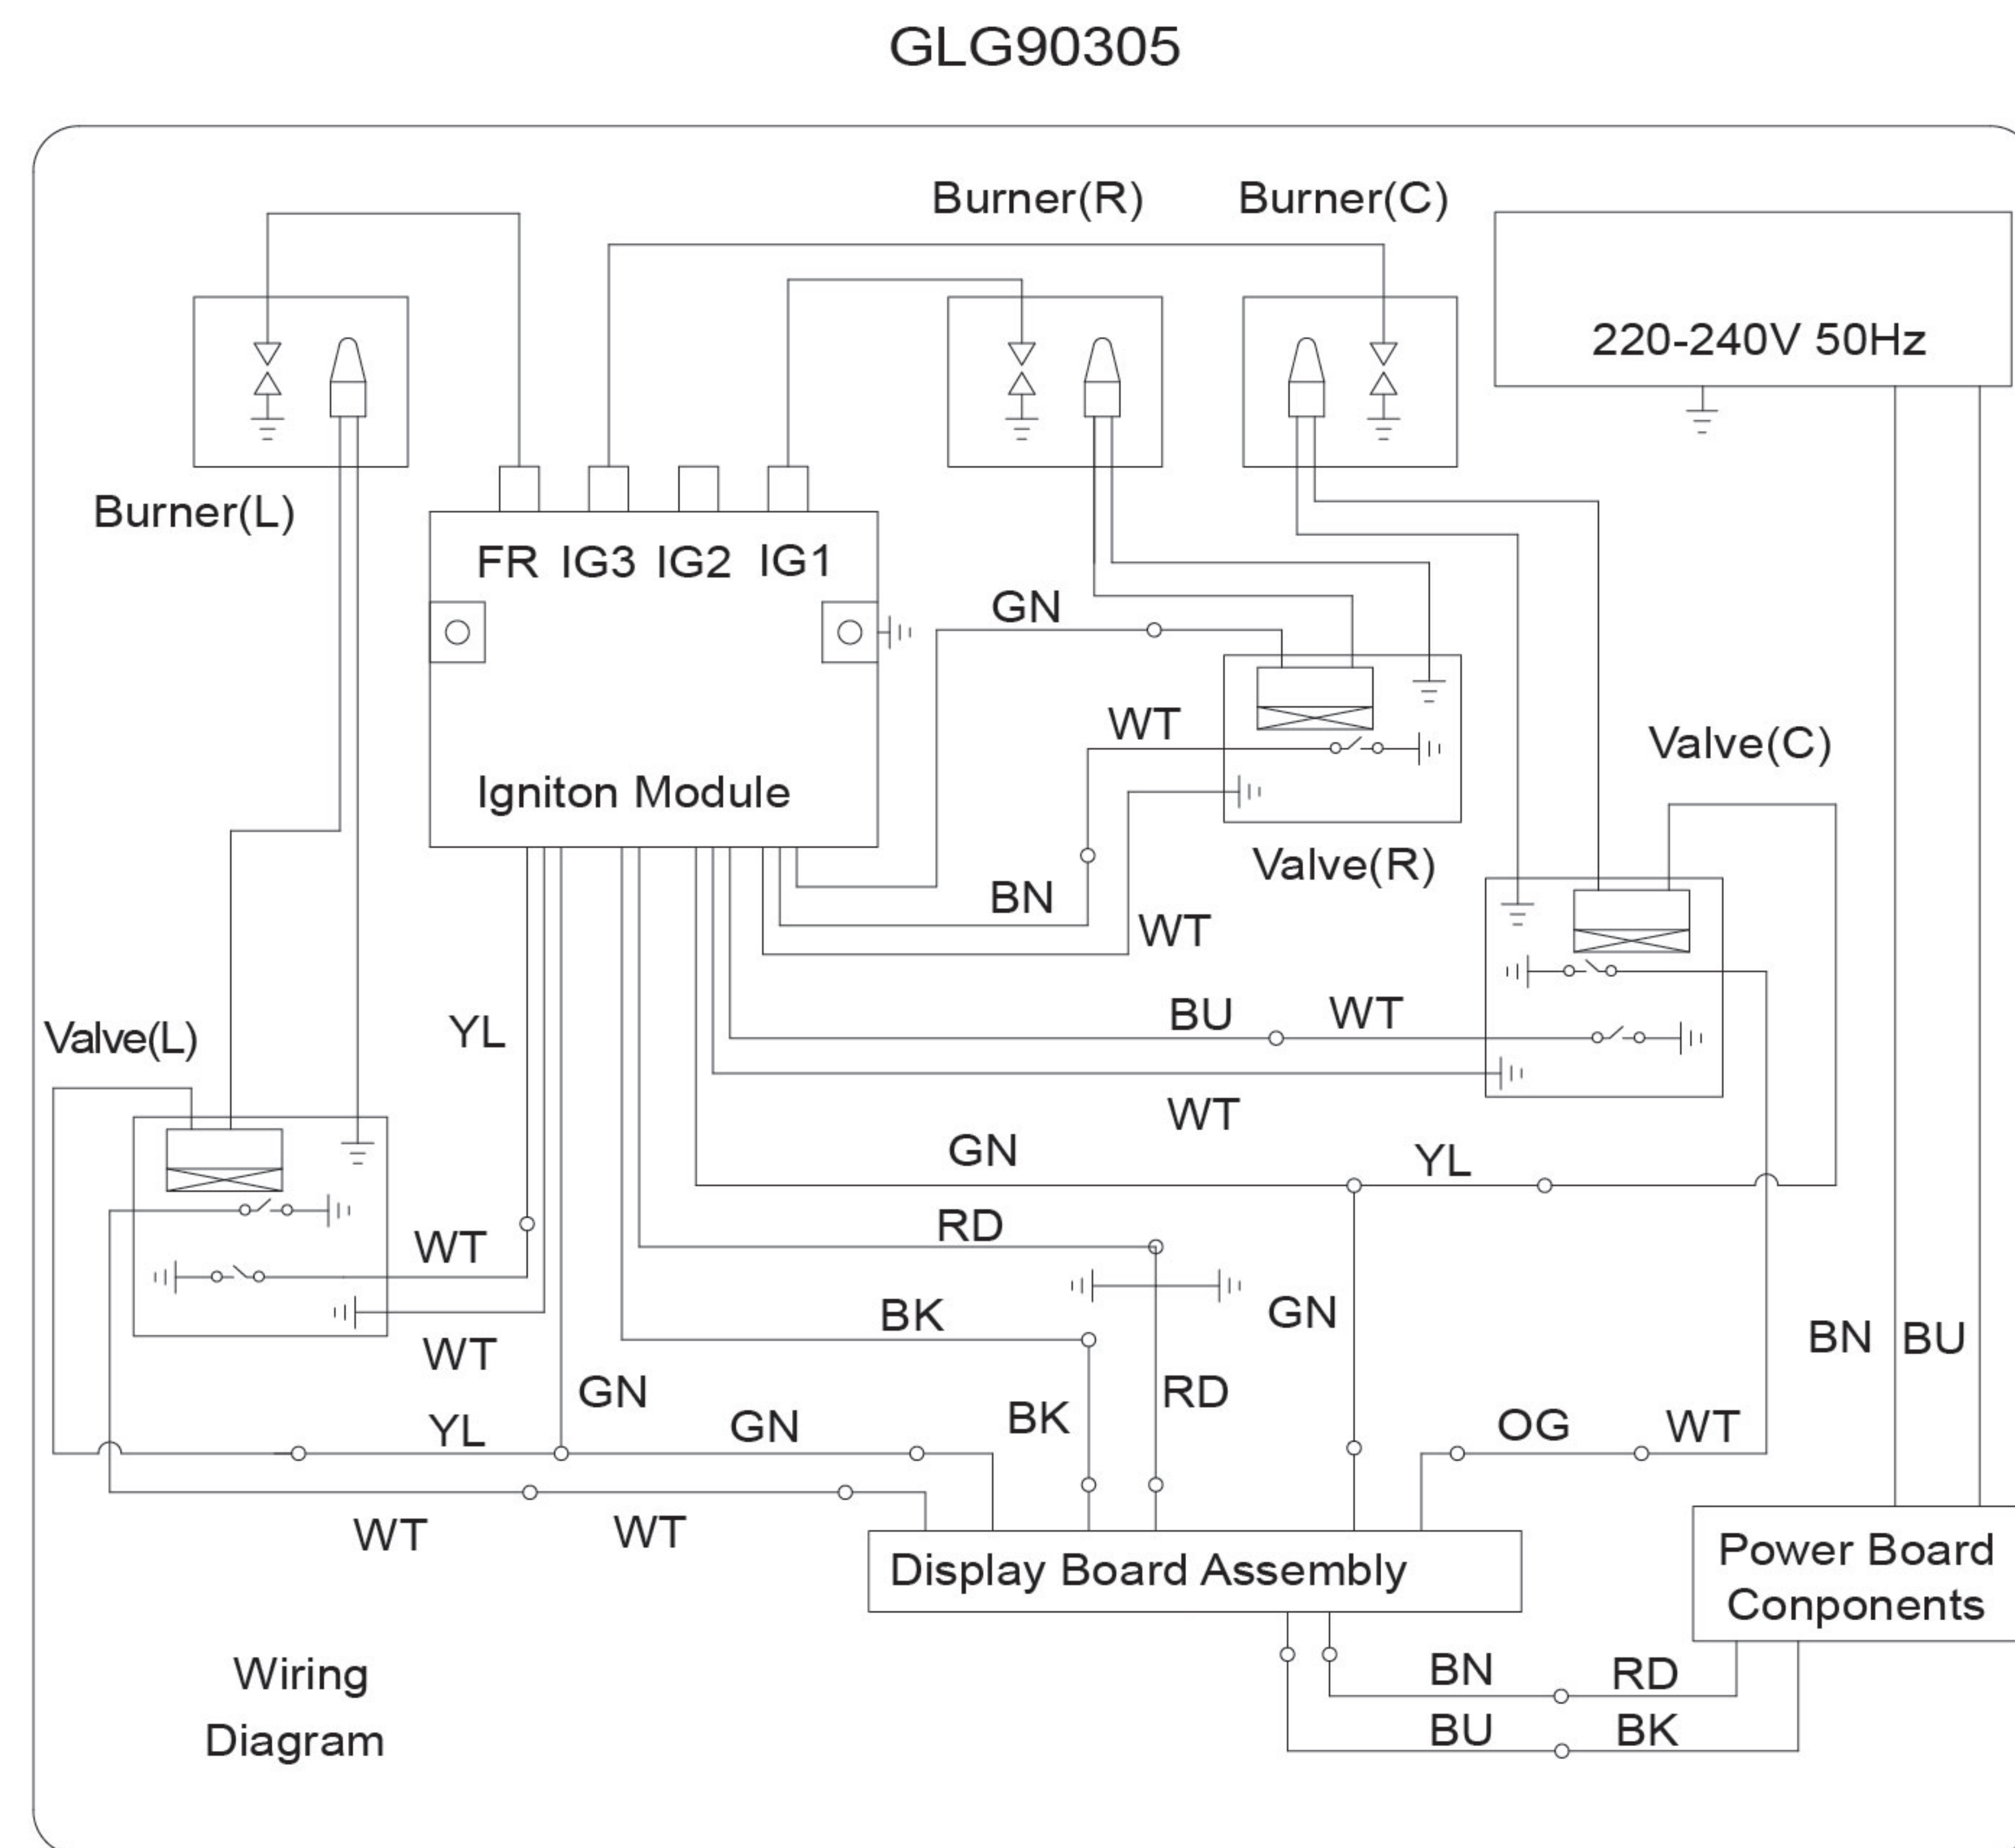 GLG90305
Burner(R)
Burner(C)
220-240V 50Hz
Burner(L)
FR IG3 IG2 IG1
GN
WT
Valve(C)
Igniton Module
Valve(R)
BN
WT
BU
WT
YL
Valve(L)
WT
GN
YL
RD
WT
GN
BK
BN
BU
WT
GN
RD
BK
YL
GN
OG
WT
WT
WT
Display Board Assembly
Power Board
Conponents
BN
RD
Wiring
Diagram
BU
BK